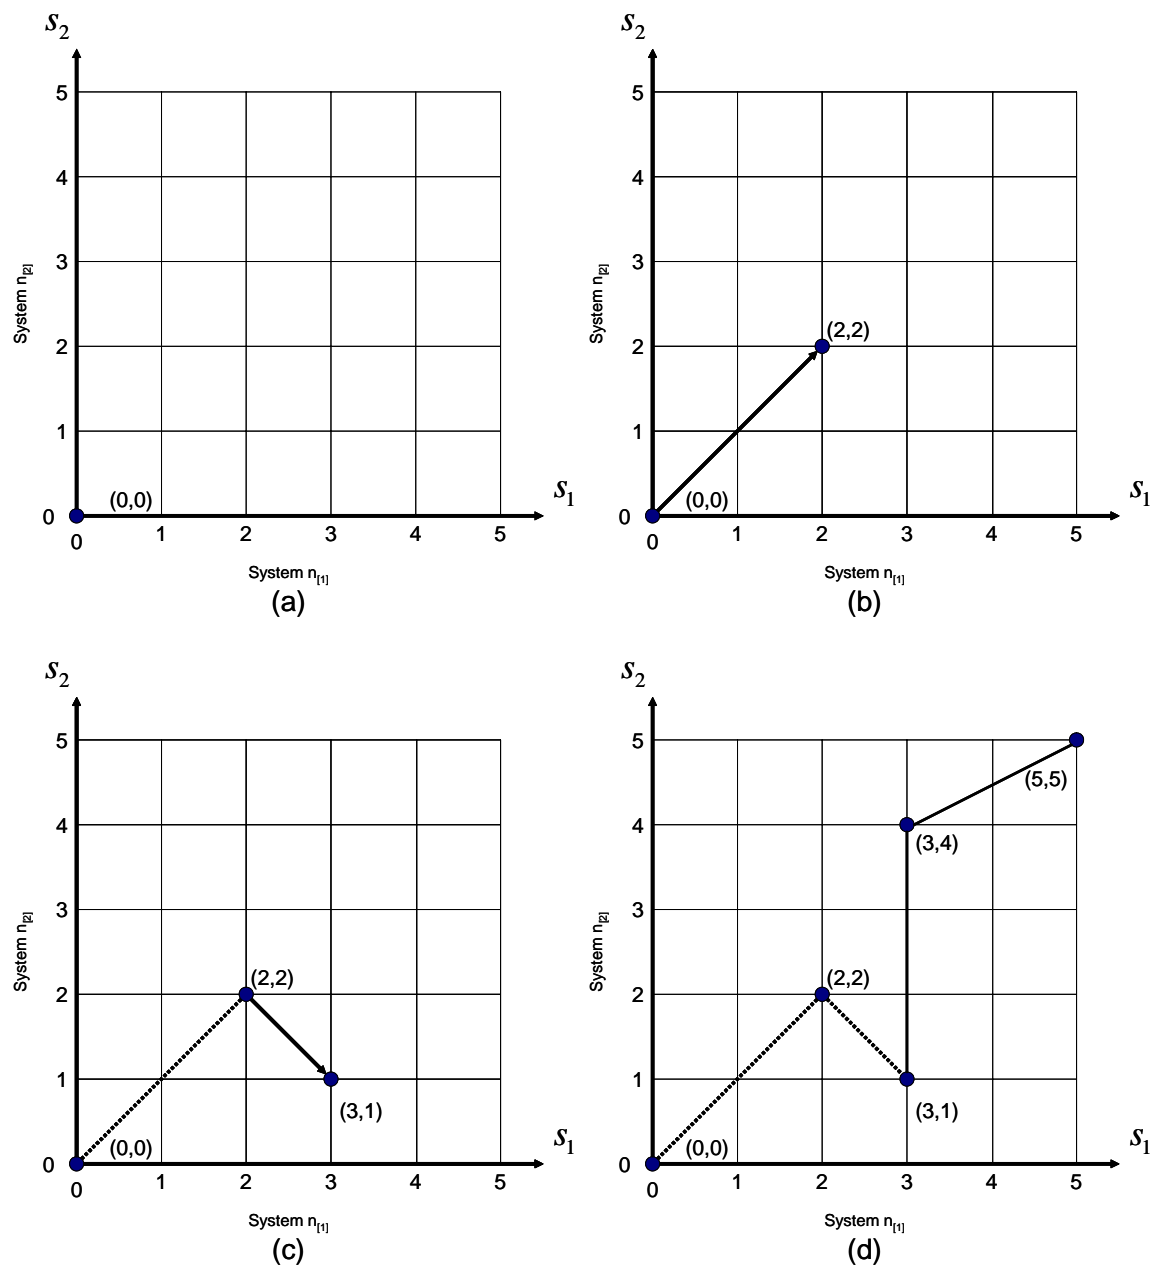 S2
5
4
3
2
1
0
System n[2]
(0,0)
S1
0 1 2 3 4 5
System n[1]
(a)
S2
5
4
3
2
1
0
System n[2]
(2,2)
(0,0)
S1
0 1 2 3 4 5
System n[1]
(b)
S2
5
4
3
2
1
0
System n[2]
(2,2)
(3,1)
(0,0)
S1
0 1 2 3 4 5
System n[1]
(c)
S2
5
4
3
2
1
0
System n[2]
(5,5)
(3,4)
(2,2)
(3,1)
(0,0)
S1
0 1 2 3 4 5
System n[1]
(d)